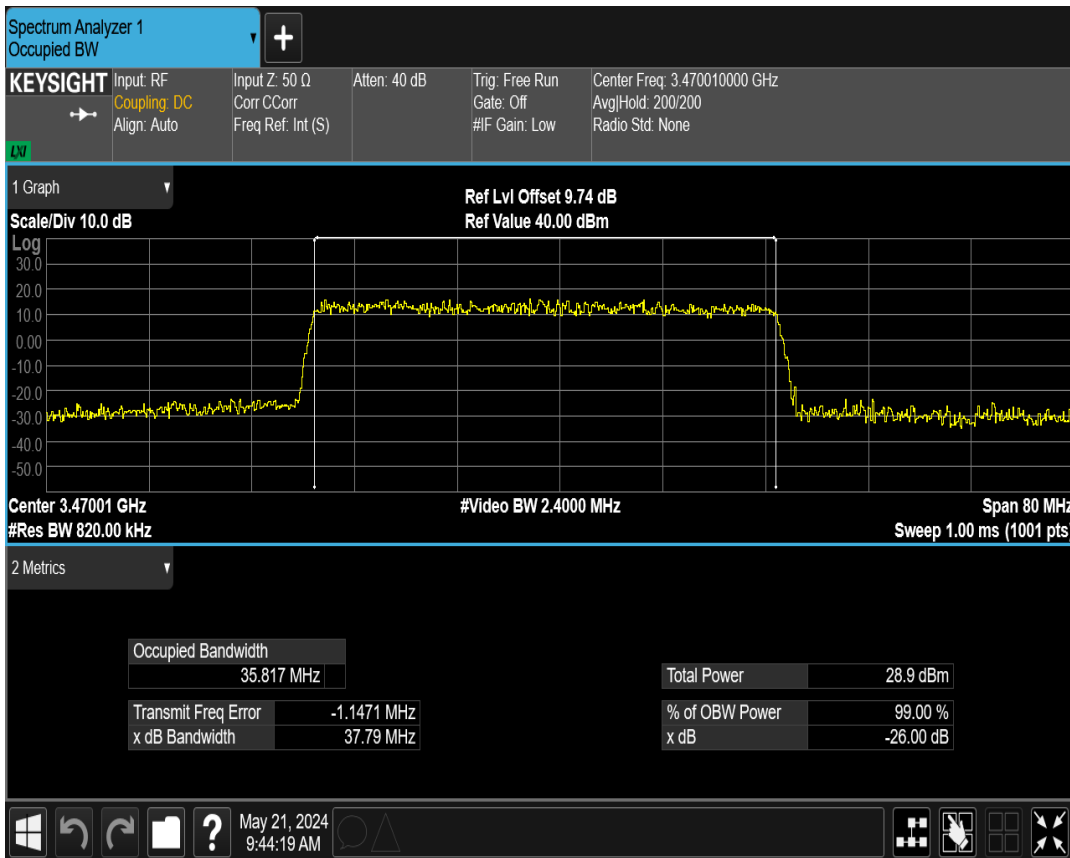 Spectrum Analyzer 1
Occupied BW
KEYSIGHT
LXI
Input: RF
Coupling: DC
Align: Auto
Input Z: 50 Ω
Corr CCorr
Freq Ref: Int (S)
Atten: 40 dB
Trig: Free Run
Gate: Off
#IF Gain: Low
Center Freq: 3.470010000 GHz
Avg|Hold: 200/200
Radio Std: None
1 Graph
Scale/Div 10.0 dB
Ref Lvl Offset 9.74 dB
Ref Value 40.00 dBm
Log
30.0
20.0
10.0
0.00
-10.0
-20.0
-30.0
-40.0
-50.0
Center 3.47001 GHz
#Video BW 2.4000 MHz
Span 80 MHz
#Res BW 820.00 kHz
Sweep 1.00 ms (1001 pts)
2 Metrics
Occupied Bandwidth
35.817 MHz
Total Power 28.9 dBm
Transmit Freq Error -1.1471 MHz
% of OBW Power 99.00 %
x dB Bandwidth 37.79 MHz
x dB -26.00 dB
?
May 21, 2024
9:44:19 AM